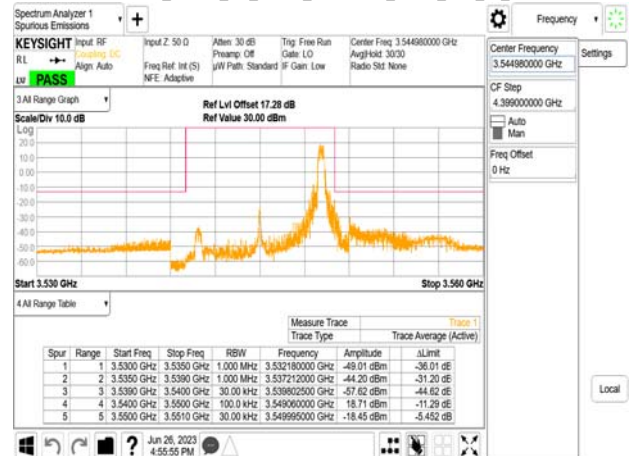 Spectrum Analyzer 1
Spurious Emissions
+
Frequency
KEYSIGHT Input: RF Input Z: 50 Ω Atten: 30 dB Trig: Free Run Center Freq: 3.544980000 GHz
RL Coupling: DC Preamp: Off Gate: LO Avg|Hold: 30/30
Align: Auto Freq Ref: Int (S) µW Path: Standard IF Gain: Low Radio Std: None
LU PASS NFE: Adaptive
Center Frequency
3.544980000 GHz
Settings
CF Step
4.399000000 GHz
Auto
Man
Freq Offset
0 Hz
3 All Range Graph
Ref Lvl Offset 17.28 dB
Scale/Div 10.0 dB Ref Value 30.00 dBm
Log
20.0
10.0
0.00
-10.0
-20.0
-30.0
-40.0
-50.0
-60.0
Start 3.530 GHz Stop 3.560 GHz
4 All Range Table
Measure Trace Trace 1
Trace Type Trace Average (Active)
Spur Range Start Freq Stop Freq RBW Frequency Amplitude ΔLimit
1 1 3.5300 GHz 3.5350 GHz 1.000 MHz 3.532180000 GHz -49.01 dBm -36.01 dB
2 2 3.5350 GHz 3.5390 GHz 1.000 MHz 3.537212000 GHz -44.20 dBm -31.20 dB
3 3 3.5390 GHz 3.5400 GHz 30.00 kHz 3.539802500 GHz -57.62 dBm -44.62 dB
4 4 3.5400 GHz 3.5500 GHz 100.0 kHz 3.549060000 GHz 18.71 dBm -11.29 dB
5 5 3.5500 GHz 3.5510 GHz 30.00 kHz 3.549995000 GHz -18.45 dBm -5.452 dB
Local
? Jun 26, 2023
4:55:55 PM